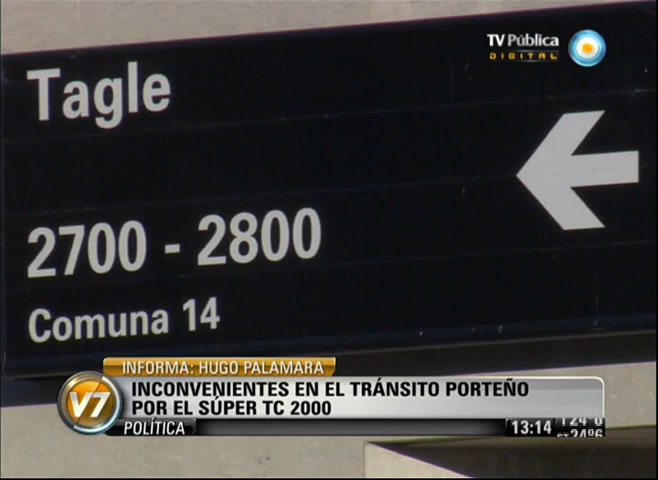 TV Pública
DIGITAL
Tagle
2700 - 2800
Comuna 14
INFORMA: HUGO PALAMARA
V7
INCONVENIENTES EN EL TRÁNSITO PORTEÑO
POR EL SÚPER TC 2000
POLÍTICA
13:14